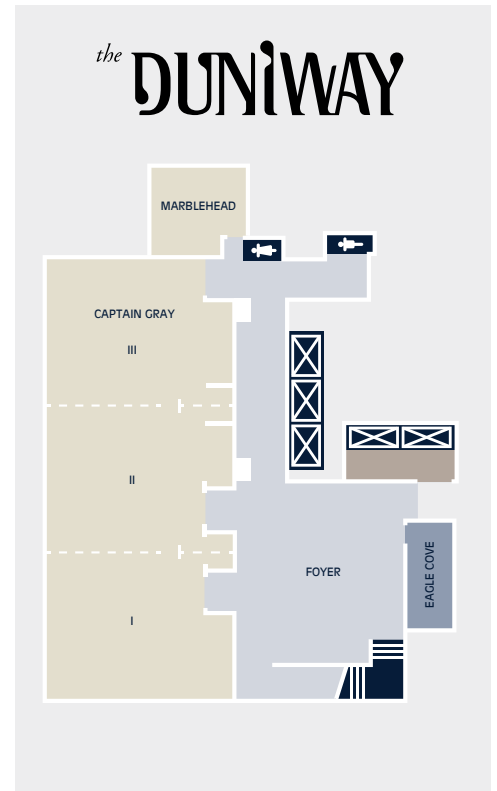 the
DUNiWAY
MARBLEHEAD
CAPTAIN GRAY
III
II
FOYER
EAGLE COVE
I